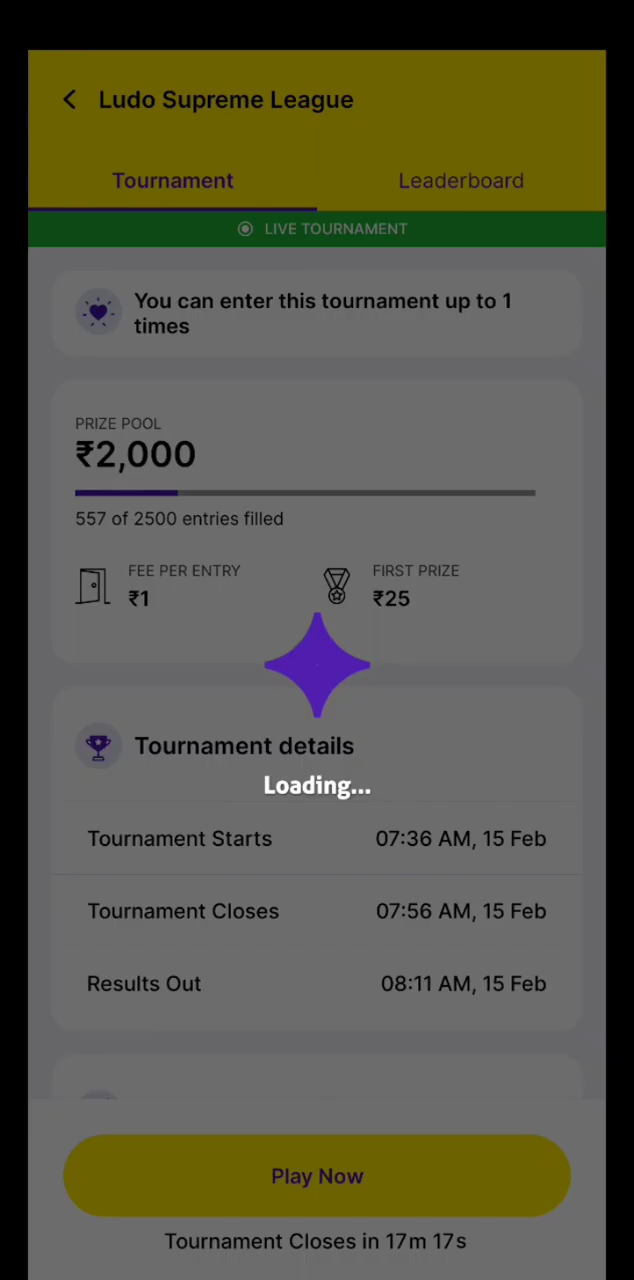 Ludo Supreme League
Tournament
Leaderboard
LIVE TOURNAMENT
You can enter this tournament up to 1
times
PRIZE POOL
₹2,000
557 of 2500 entries filled
FEE PER ENTRY
₹1
FIRST PRIZE
₹25
Tournament details
Loading...
Tournament Starts 07:36 AM, 15 Feb
Tournament Closes 07:56 AM, 15 Feb
Results Out 08:11 AM, 15 Feb
Play Now
Tournament Closes in 17m 17s